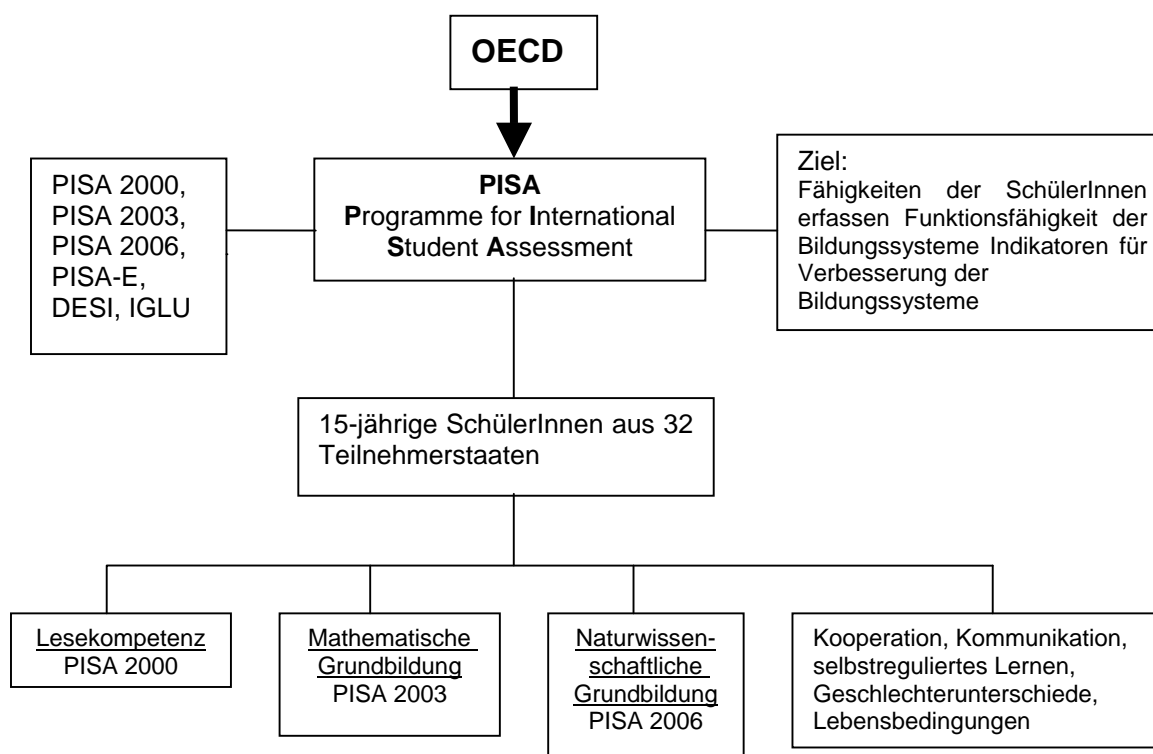 OECD
PISA 2000,
PISA 2003,
PISA 2006,
PISA-E,
DESI, IGLU
PISA
Programme for International
Student Assessment
Ziel:
Fähigkeiten der SchülerInnen
erfassen Funktionsfähigkeit der
Bildungssysteme Indikatoren für
Verbesserung der
Bildungssysteme
15-jährige SchülerInnen aus 32
Teilnehmerstaaten
Lesekompetenz
PISA 2000
Mathematische
Grundbildung
PISA 2003
Naturwissen-
schaftliche
Grundbildung
PISA 2006
Kooperation, Kommunikation,
selbstreguliertes Lernen,
Geschlechterunterschiede,
Lebensbedingungen